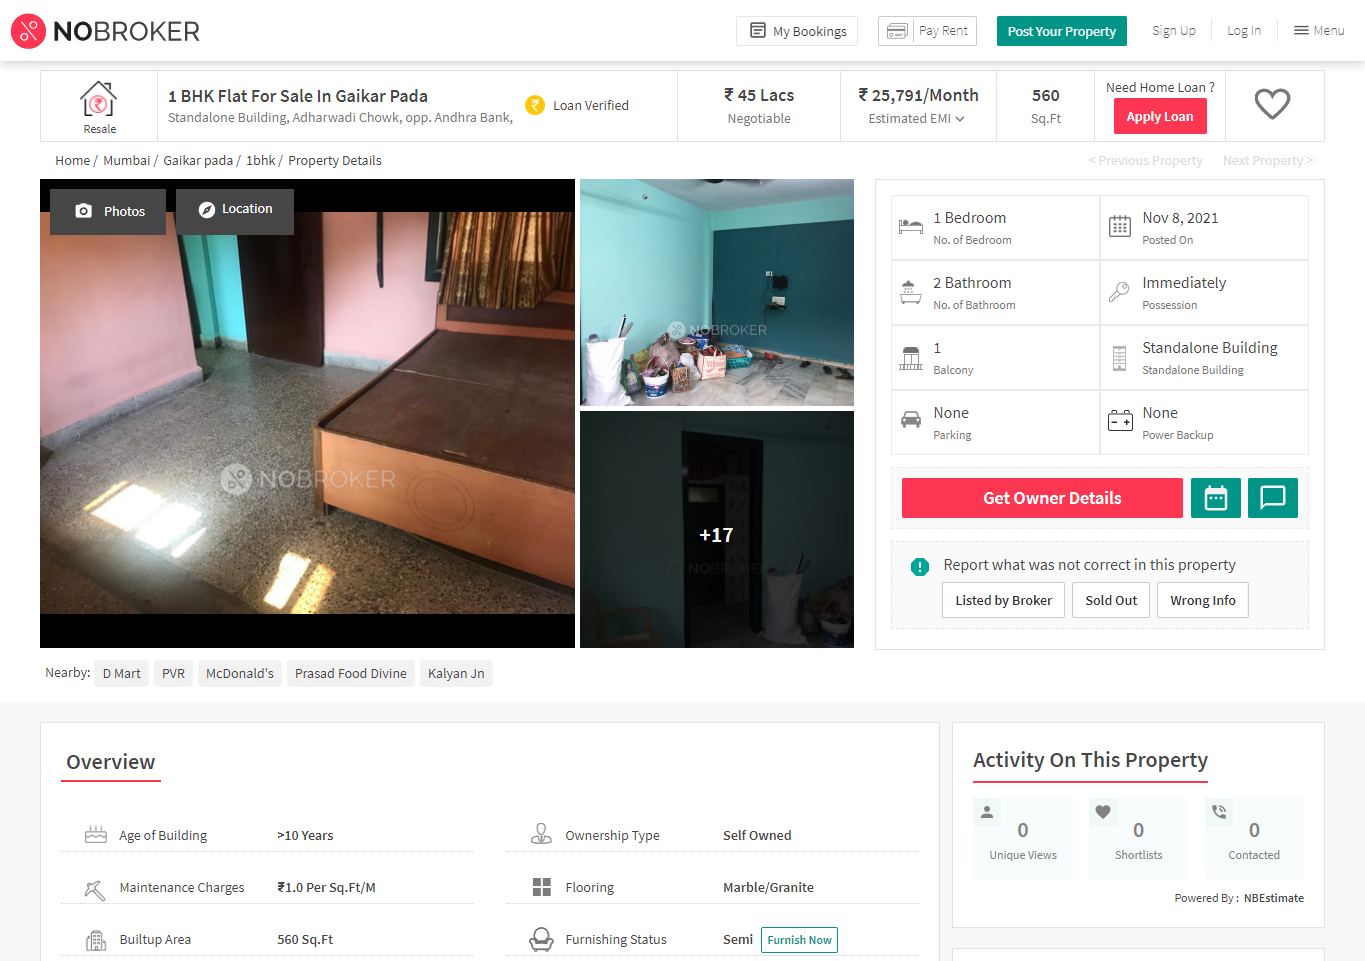 NOBROKER
My Bookings
Pay Rent
Post Your Property
Sign Up
Log In
Menu
Resale
1 BHK Flat For Sale In Gaikar Pada
Standalone Building, Adharwadi Chowk, opp. Andhra Bank,
Loan Verified
₹ 45 Lacs
Negotiable
₹ 25,791/Month
Estimated EMI
560
Sq.Ft
Need Home Loan ?
Apply Loan
Home / Mumbai / Gaikar pada / 1bhk / Property Details
< Previous Property
Next Property >
Photos
Location
NOBROKER
NOBROKER
+17
NOBROKER
1 Bedroom
No. of Bedroom
Nov 8, 2021
Posted On
2 Bathroom
No. of Bathroom
Immediately
Possession
1
Balcony
Standalone Building
Standalone Building
None
Parking
None
Power Backup
Get Owner Details
Report what was not correct in this property
Listed by Broker
Sold Out
Wrong Info
Nearby:
D Mart
PVR
McDonald's
Prasad Food Divine
Kalyan Jn
Overview
Age of Building
>10 Years
Ownership Type
Self Owned
Maintenance Charges
₹1.0 Per Sq.Ft/M
Flooring
Marble/Granite
Builtup Area
560 Sq.Ft
Furnishing Status
Semi
Furnish Now
Activity On This Property
0
Unique Views
0
Shortlists
0
Contacted
Powered By : NBEstimate